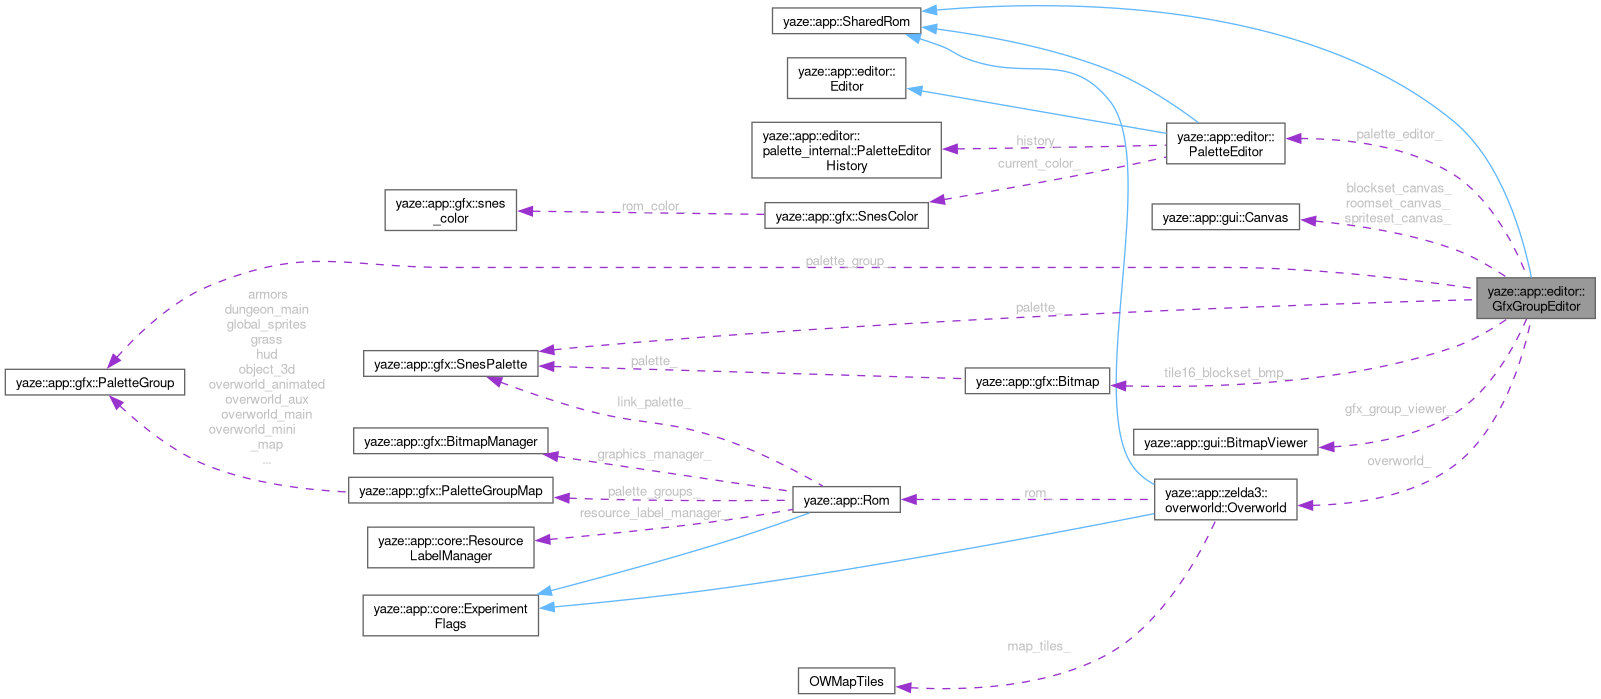 yaze::app::SharedRom
yaze::app::editor::
Editor
yaze::app::editor::
palette_internal::PaletteEditor
History
history_
current_color_
yaze::app::editor::
PaletteEditor
palette_editor_
yaze::app::gfx::snes
_color
rom_color_
yaze::app::gfx::SnesColor
blockset_canvas_
roomset_canvas_
spriteset_canvas_
yaze::app::gui::Canvas
palette_group_
yaze::app::editor::
GfxGroupEditor
armors
dungeon_main
global_sprites
grass
hud
object_3d
overworld_animated
overworld_aux
overworld_main
overworld_mini
_map
...
palette_
yaze::app::gfx::PaletteGroup
yaze::app::gfx::SnesPalette
palette_
yaze::app::gfx::Bitmap
tile16_blockset_bmp_
link_palette_
gfx_group_viewer_
yaze::app::gfx::BitmapManager
graphics_manager_
yaze::app::gui::BitmapViewer
overworld_
yaze::app::gfx::PaletteGroupMap
palette_groups_
yaze::app::Rom
rom_
yaze::app::zelda3::
overworld::Overworld
resource_label_manager_
yaze::app::core::Resource
LabelManager
yaze::app::core::Experiment
Flags
map_tiles_
OWMapTiles